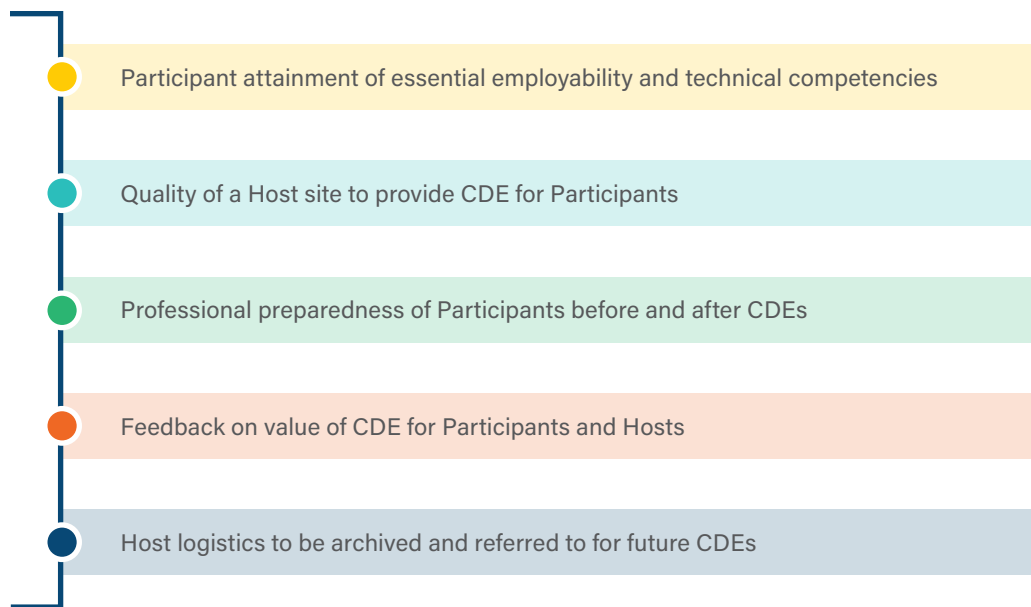 Participant attainment of essential employability and technical competencies
Quality of a Host site to provide CDE for Participants
Professional preparedness of Participants before and after CDEs
Feedback on value of CDE for Participants and Hosts
Host logistics to be archived and referred to for future CDEs